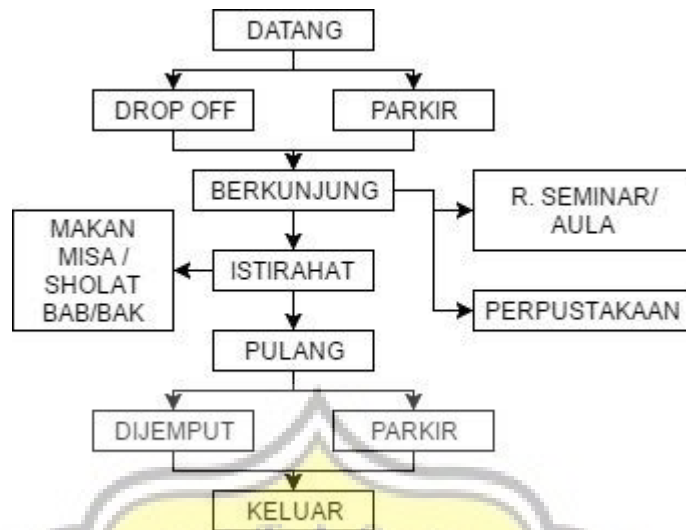 DATANG
DROP OFF
PARKIR
BERKUNJUNG
R. SEMINAR/
AULA
MAKAN
MISA /
SHOLAT
BAB/BAK
ISTIRAHAT
PERPUSTAKAAN
PULANG
DIJEMPUT
PARKIR
KELUAR